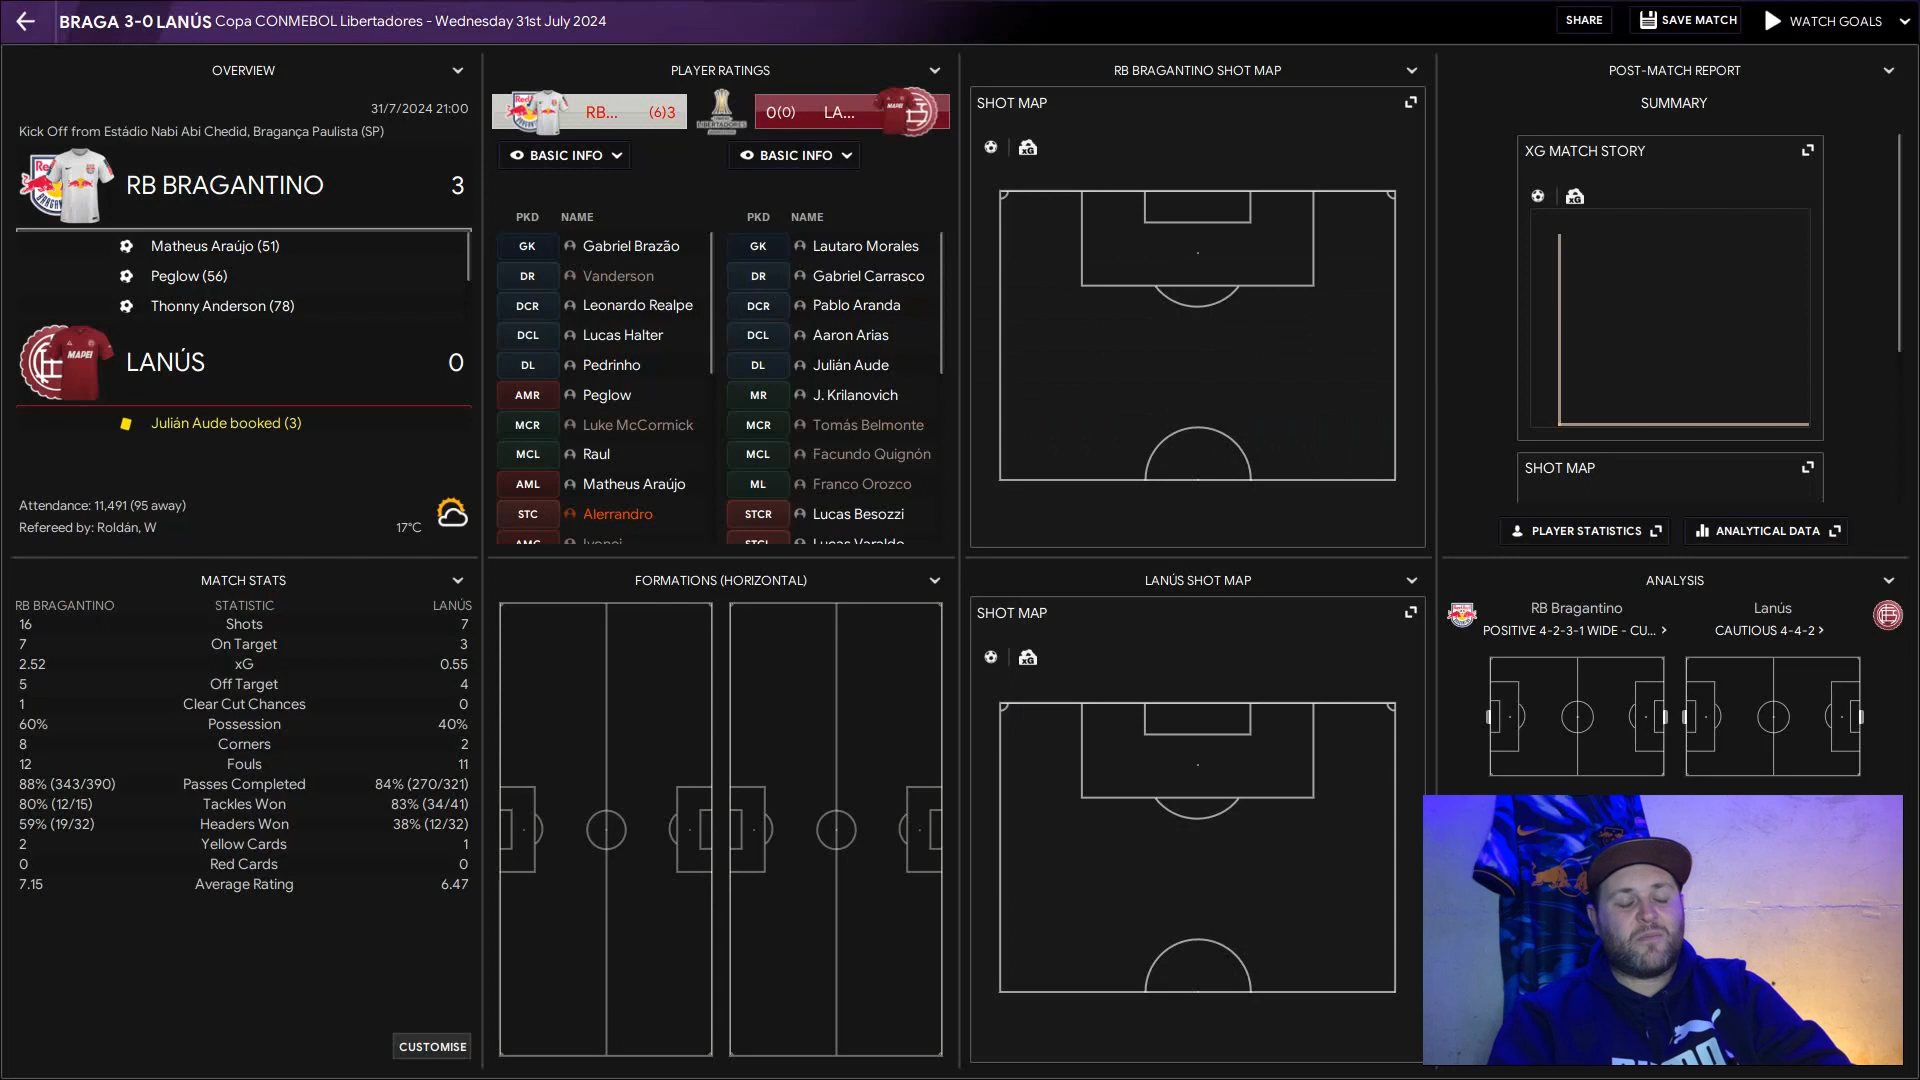 BRAGA 3-0 LANÚS Copa CONMEBOL Libertadores - Wednesday 31st July 2024
SHARE
SAVE MATCH
WATCH GOALS
OVERVIEW
31/7/2024 21:00
Kick Off from Estádio Nabi Abi Chedid, Bragança Paulista (SP)
RB BRAGANTINO 3
Matheus Araújo (51)
Peglow (56)
Thonny Anderson (78)
MAPEI
LANÚS 0
Julián Aude booked (3)
Attendance: 11,491 (95 away)
Refereed by: Roldán, W
17°C
PLAYER RATINGS
RB... (6)3
0(0) LA...
BASIC INFO
BASIC INFO
PKD NAME
PKD NAME
GK Gabriel Brazão
GK Lautaro Morales
DR Vanderson
DR Gabriel Carrasco
DCR Leonardo Realpe
DCR Pablo Aranda
DCL Lucas Halter
DCL Aaron Arias
DL Pedrinho
DL Julián Aude
AMR Peglow
MR J. Krilanovich
MCR Luke McCormick
MCR Tomás Belmonte
MCL Raul
MCL Facundo Quignón
AML Matheus Araújo
ML Franco Orozco
STC Alerrandro
STCR Lucas Besozzi
RB BRAGANTINO SHOT MAP
SHOT MAP
xG
POST-MATCH REPORT
SUMMARY
XG MATCH STORY
xG
SHOT MAP
PLAYER STATISTICS
ANALYTICAL DATA
MATCH STATS
RB BRAGANTINO STATISTIC LANÚS
16 Shots 7
7 On Target 3
2.52 xG 0.55
5 Off Target 4
1 Clear Cut Chances 0
60% Possession 40%
8 Corners 2
12 Fouls 11
88% (343/390) Passes Completed 84% (270/321)
80% (12/15) Tackles Won 83% (34/41)
59% (19/32) Headers Won 38% (12/32)
2 Yellow Cards 1
0 Red Cards 0
7.15 Average Rating 6.47
CUSTOMISE
FORMATIONS (HORIZONTAL)
LANÚS SHOT MAP
SHOT MAP
xG
ANALYSIS
RB Bragantino
POSITIVE 4-2-3-1 WIDE - CU...
Lanús
CAUTIOUS 4-4-2